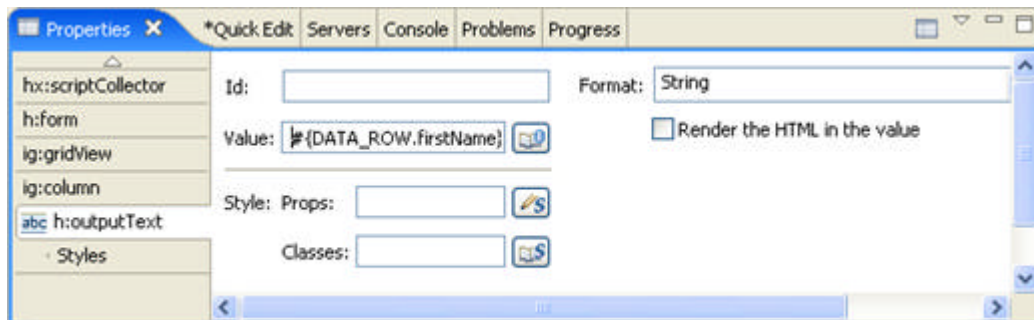 Properties *Quick Edit Servers Console Problems Progress
hx:scriptCollector
h:form
ig:gridView
ig:column
abc h:outputText
Styles
Id:
Value: #{DATA_ROW.firstName}
Style: Props:
Classes:
Format: String
Render the HTML in the value